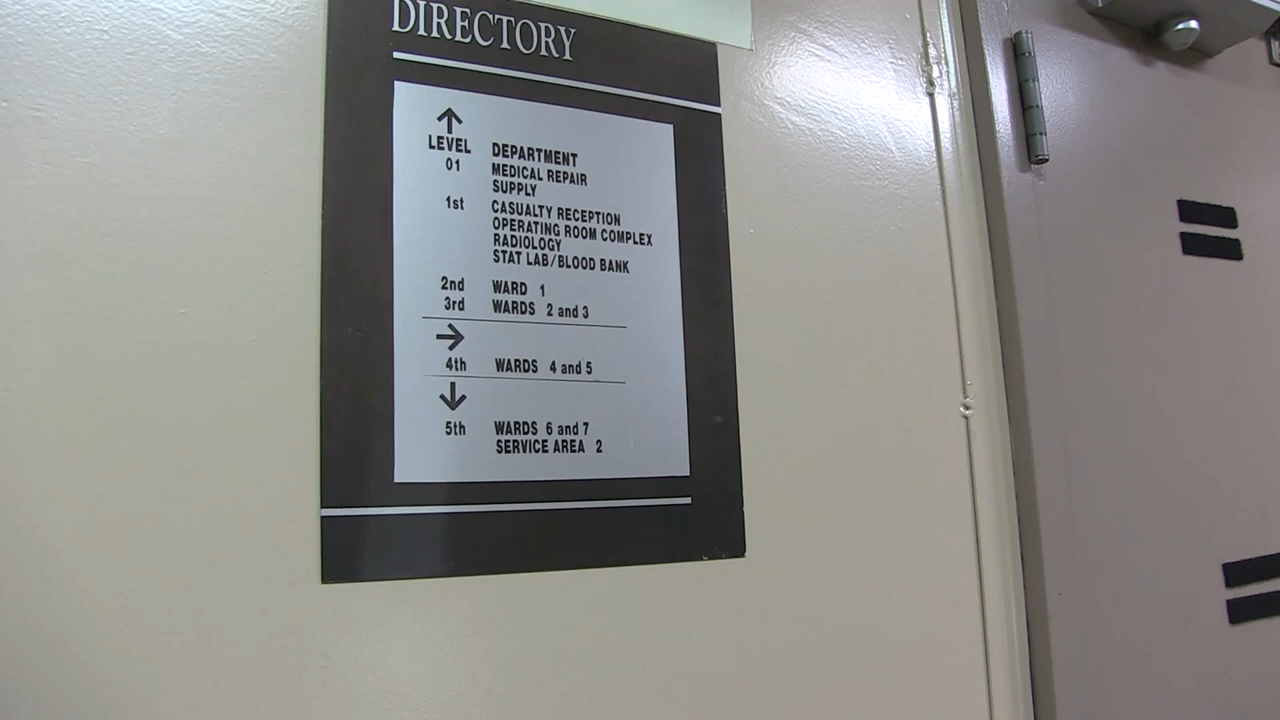 DIRECTORY
↑
LEVEL DEPARTMENT
01 MEDICAL REPAIR
SUPPLY
1st CASUALTY RECEPTION
OPERATING ROOM COMPLEX
RADIOLOGY
STAT LAB/BLOOD BANK
2nd WARD 1
3rd WARDS 2 and 3
→
4th WARDS 4 and 5
↓
5th WARDS 6 and 7
SERVICE AREA 2